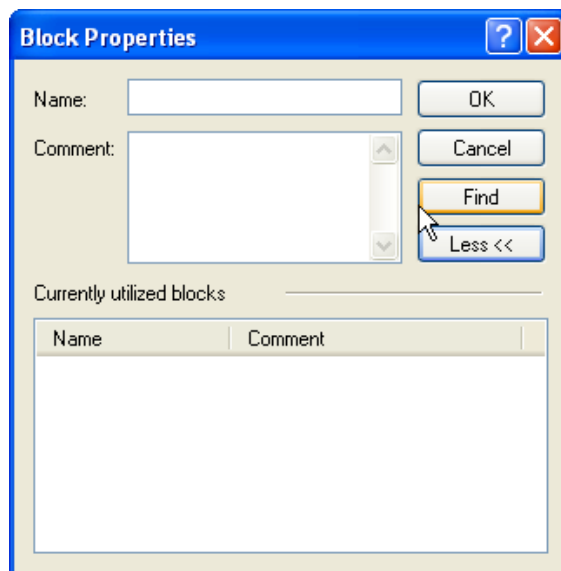 Block Properties
Name:
OK
Comment:
Cancel
Find
Less <<
Currently utilized blocks
Name Comment